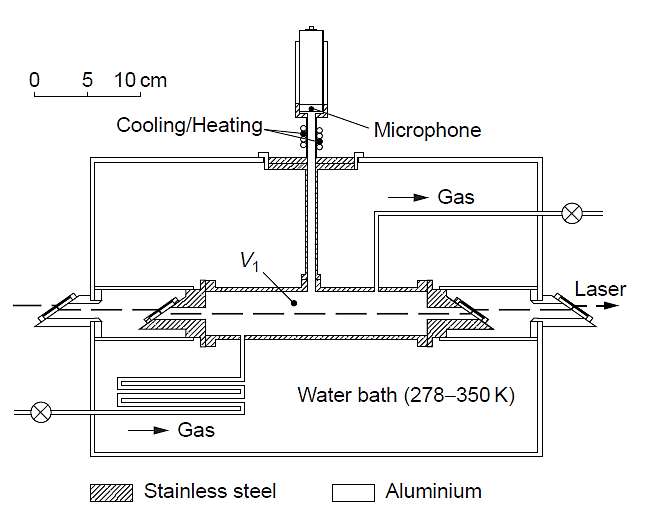 0 5 10 cm
Cooling/Heating
Microphone
Gas
V1
Laser
Water bath (278–350 K)
Gas
Stainless steel
Aluminium